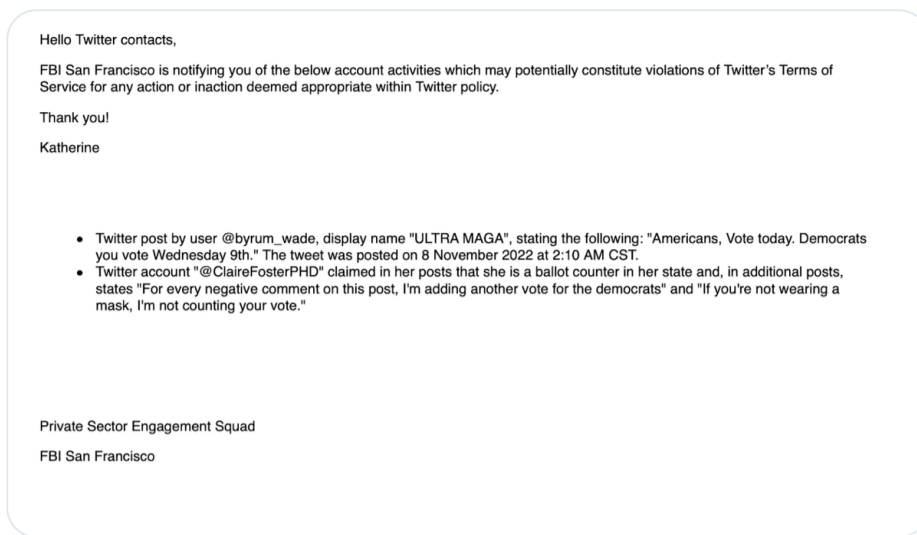 Hello Twitter contacts,
FBI San Francisco is notifying you of the below account activities which may potentially constitute violations of Twitter's Terms of
Service for any action or inaction deemed appropriate within Twitter policy.
Thank you!
Katherine
• Twitter post by user @byrum_wade, display name "ULTRA MAGA", stating the following: "Americans, Vote today. Democrats
you vote Wednesday 9th." The tweet was posted on 8 November 2022 at 2:10 AM CST.
• Twitter account "@ClaireFosterPHD" claimed in her posts that she is a ballot counter in her state and, in additional posts,
states "For every negative comment on this post, I'm adding another vote for the democrats" and "If you're not wearing a
mask, I'm not counting your vote."
Private Sector Engagement Squad
FBI San Francisco